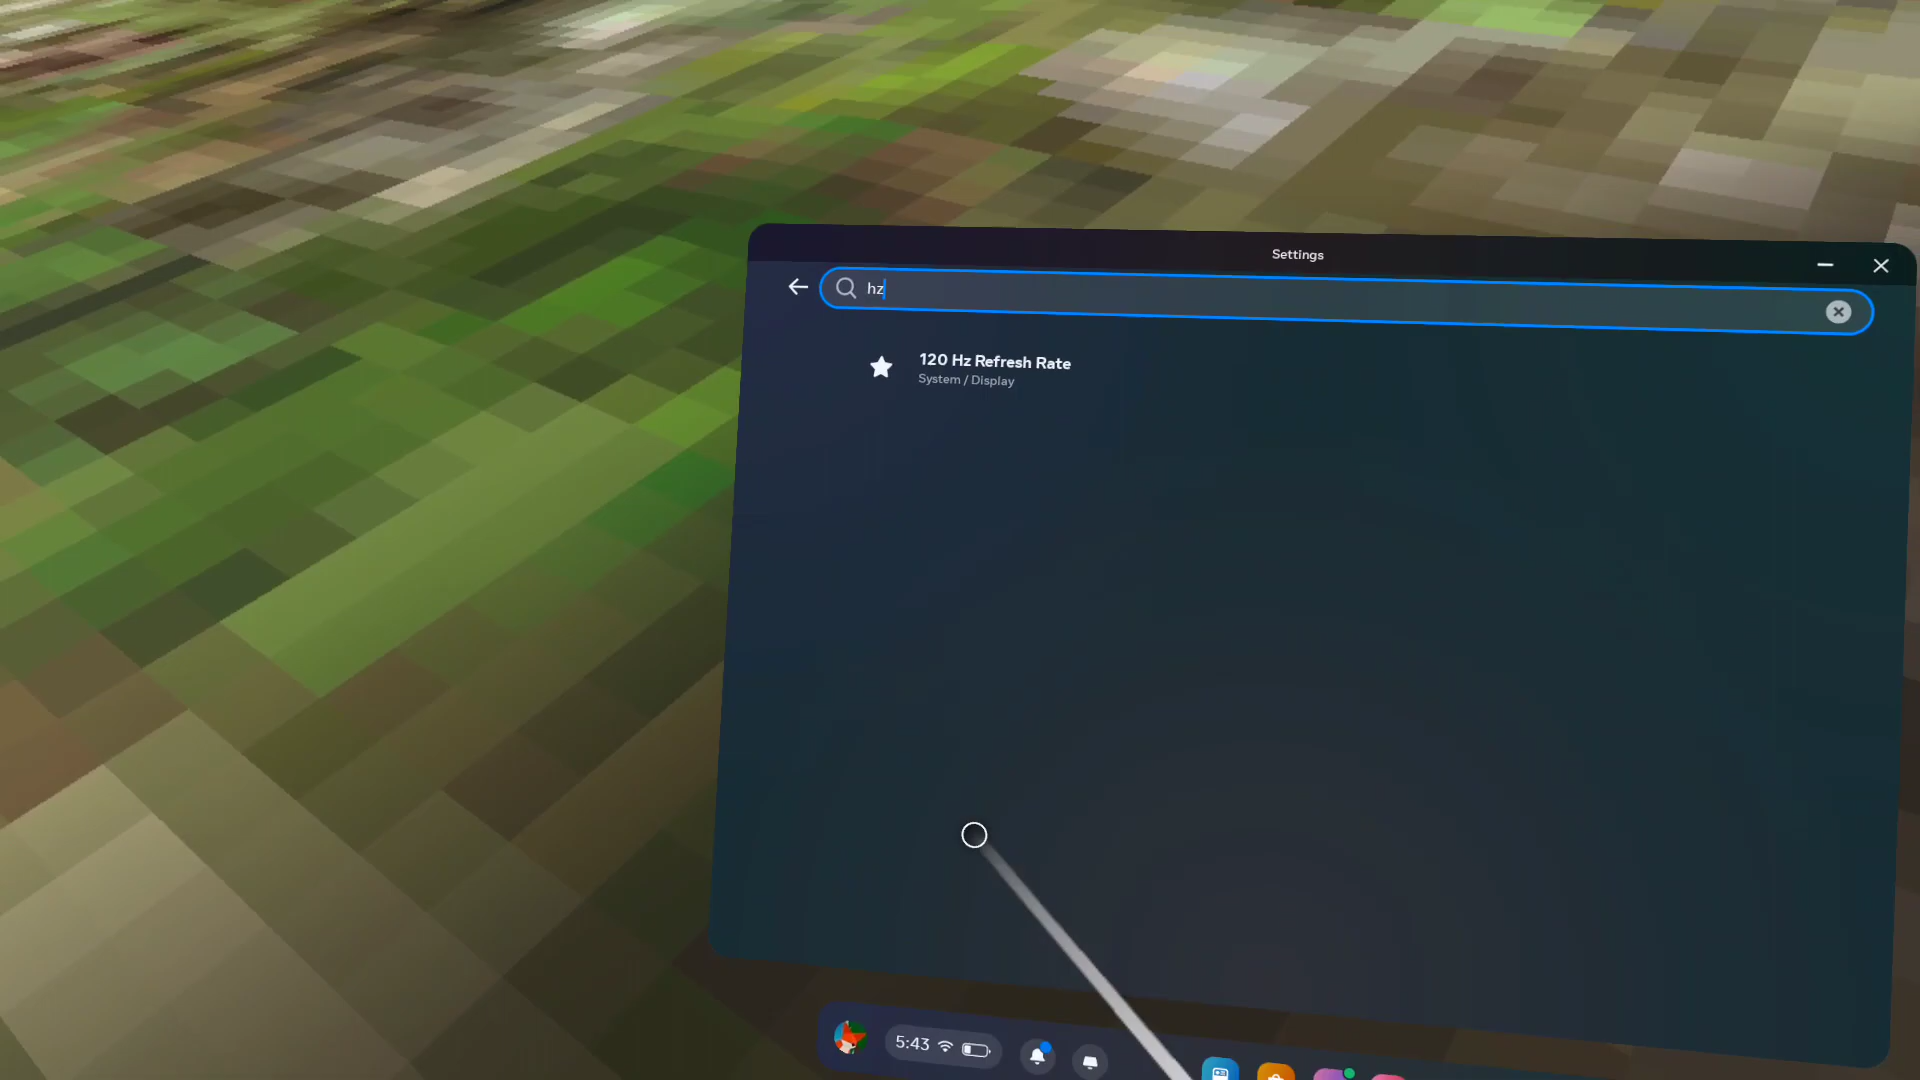 Settings
hz
120 Hz Refresh Rate
System / Display
5:43